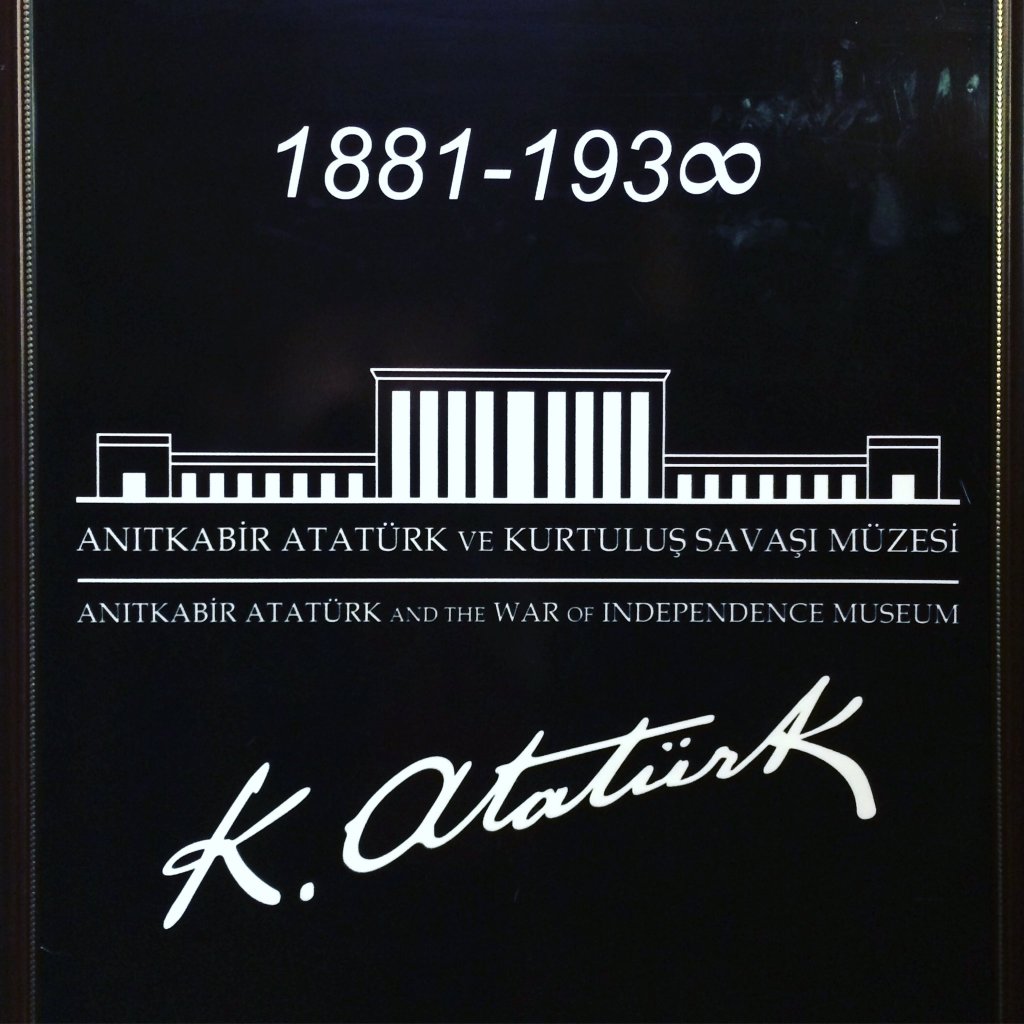 1881-193∞
ANITKABİR ATATÜRK VE KURTULUŞ SAVAŞI MÜZESİ
ANITKABİR ATATÜRK AND THE WAR OF INDEPENDENCE MUSEUM
K. Atatürk